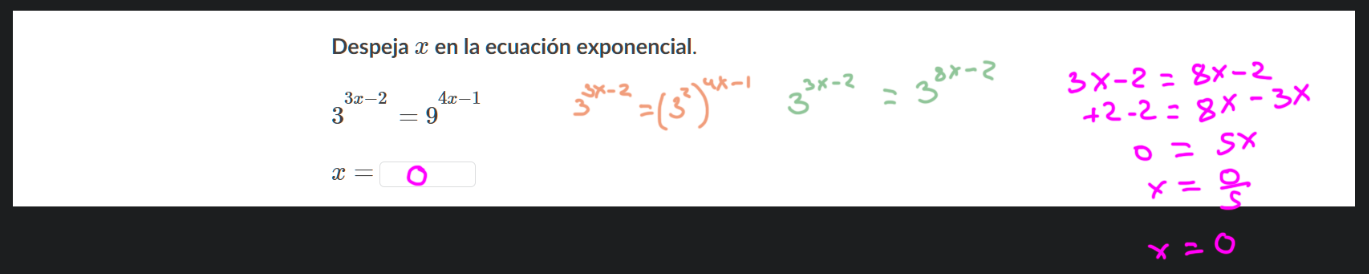 Despeja x en la ecuación exponencial.
3^{3x−2} = 9^{4x−1}
x = 0
3^{3x-2} = (3^2)^{4x-1}
3^{3x-2} = 3^{8x-2}
3x-2 = 8x-2
+2-2 = 8x-3x
0 = 5x
x = 0/5
x = 0